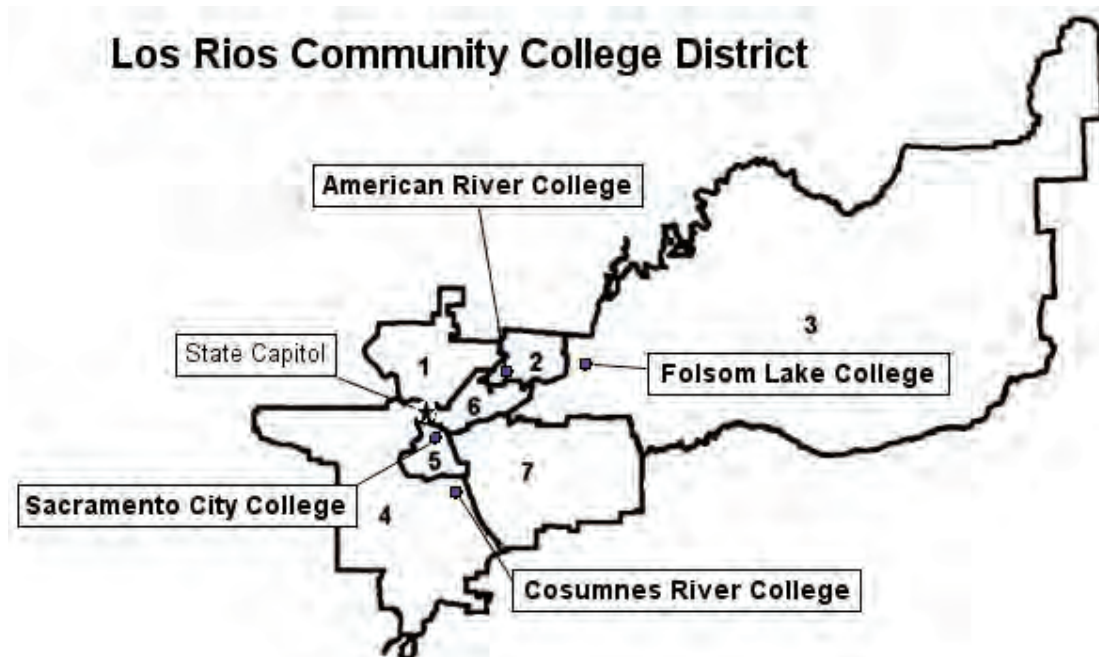 Los Rios Community College District
American River College
3
State Capitol
1
2
Folsom Lake College
6
5
7
Sacramento City College
4
Cosumnes River College